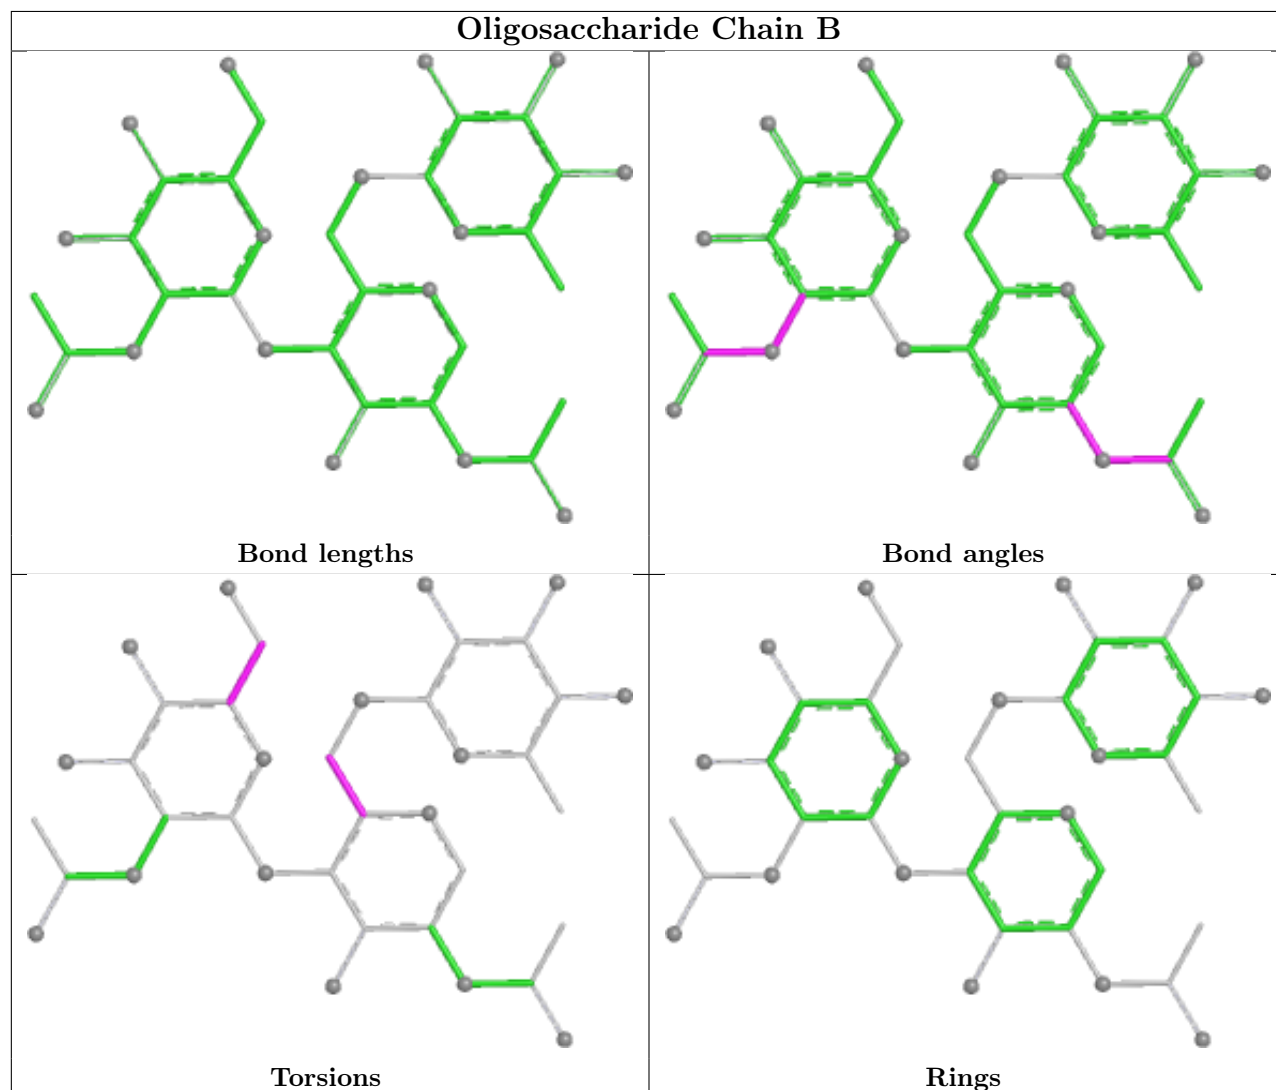 Oligosaccharide Chain B
Bond lengths
Bond angles
Torsions
Rings